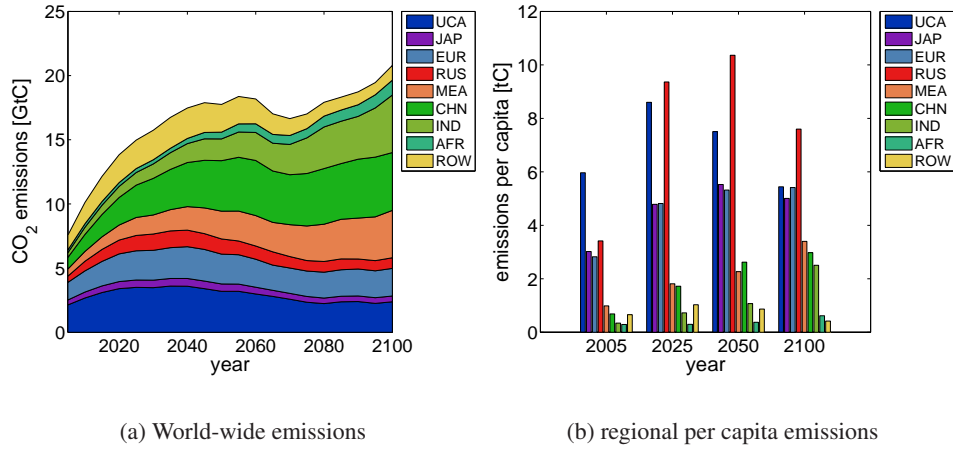 25
20
15
10
5
0
CO2 emissions [GtC]
2020 2040 2060 2080 2100
year
UCA
JAP
EUR
RUS
MEA
CHN
IND
AFR
ROW
(a) World-wide emissions
12
10
8
6
4
2
0
emissions per capita [tC]
2005 2025 2050 2100
year
UCA
JAP
EUR
RUS
MEA
CHN
IND
AFR
ROW
(b) regional per capita emissions